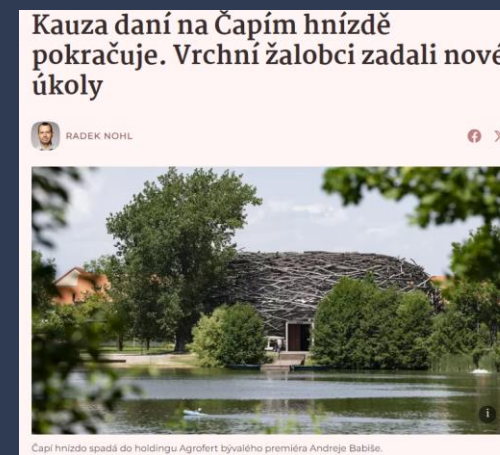 Kauza daní na Čapím hnízdě
pokračuje. Vrchní žalobci zadali nové
úkoly
RADEK NOHL
Čapí hnízdo spadá do holdingu Agrofert bývalého premiéra Andreje Babiše.